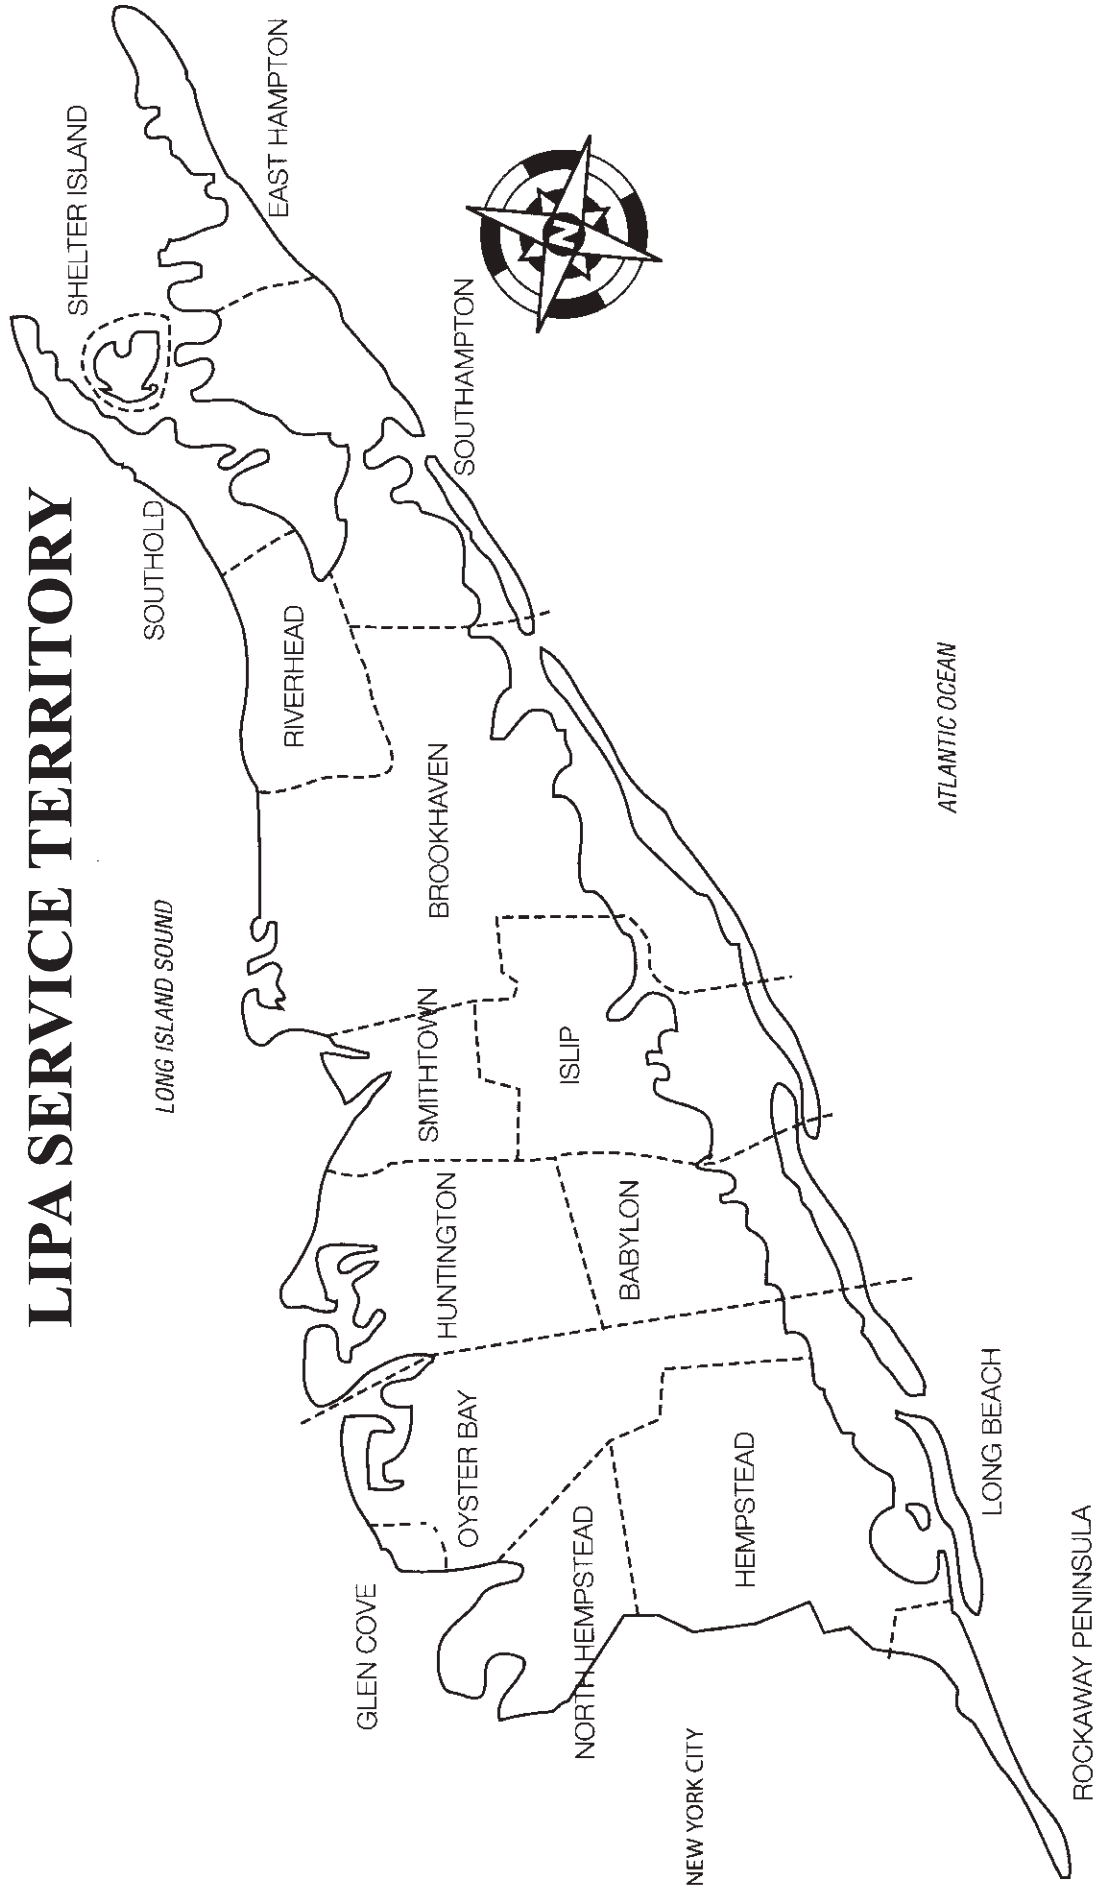 LIPA SERVICE TERRITORY
SHELTER ISLAND
EAST HAMPTON
SOUTHOLD
SOUTHAMPTON
RIVERHEAD
LONG ISLAND SOUND
BROOKHAVEN
SMITHTOWN
ISLIP
ATLANTIC OCEAN
HUNTINGTON
BABYLON
OYSTER BAY
GLEN COVE
NORTH HEMPSTEAD
HEMPSTEAD
LONG BEACH
NEW YORK CITY
ROCKAWAY PENINSULA
N